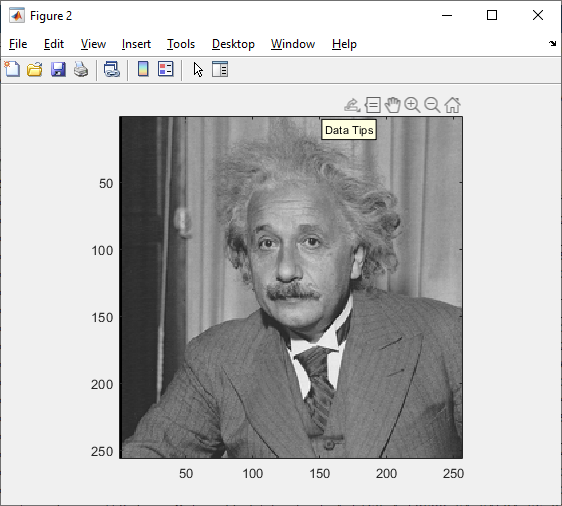 Figure 2
File Edit View Insert Tools Desktop Window Help
Data Tips
50
100
150
200
250
50 100 150 200 250